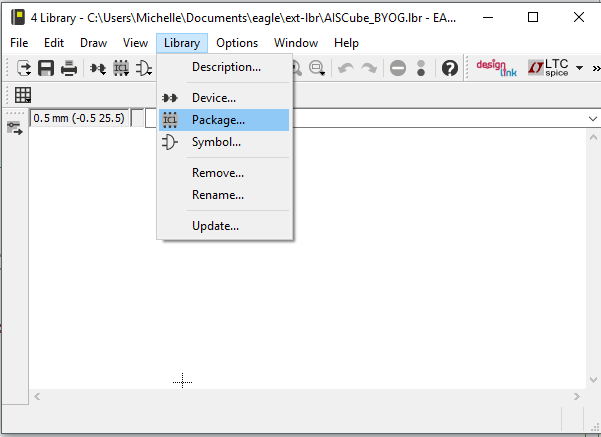 4 Library - C:\Users\Michelle\Documents\eagle\ext-lbr\AISCube_BYOG.lbr - EA...
File Edit Draw View Library Options Window Help
design link LTC spice »
0.5 mm (-0.5 25.5)
Description...
Device...
Package...
Symbol...
Remove...
Rename...
Update...